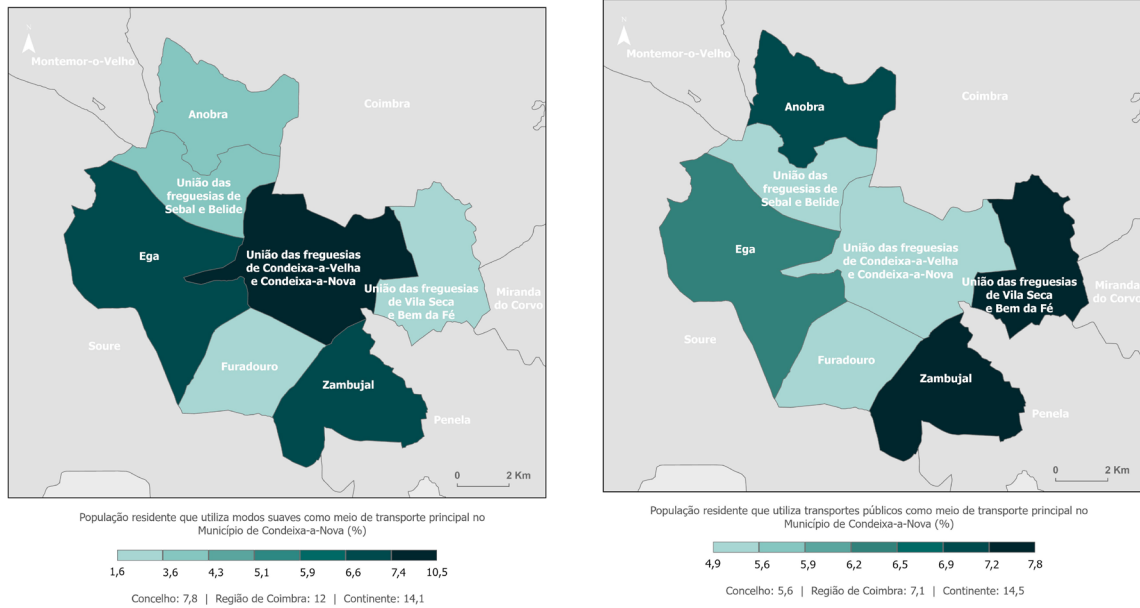 N
Montemor-o-Velho
Coimbra
Anobra
União das
freguesias de
Sebal e Belide
Ega
União das freguesias
de Condeixa-a-Velha
e Condeixa-a-Nova
União das freguesias
de Vila Seca
e Bem da Fé
Miranda
do Corvo
Soure
Furadouro
Zambujal
Penela
0 2 Km
População residente que utiliza modos suaves como meio de transporte principal no
Município de Condeixa-a-Nova (%)
1,6 3,6 4,3 5,1 5,9 6,6 7,4 10,5
Concelho: 7,8 | Região de Coimbra: 12 | Continente: 14,1
N
Montemor-o-Velho
Coimbra
Anobra
União das
freguesias de
Sebal e Belide
Ega
União das freguesias
de Condeixa-a-Velha
e Condeixa-a-Nova
União das freguesias
de Vila Seca
e Bem da Fé
Miranda
do Corvo
Soure
Furadouro
Zambujal
Penela
0 2 Km
População residente que utiliza transportes públicos como meio de transporte principal no
Município de Condeixa-a-Nova (%)
4,9 5,6 5,9 6,2 6,5 6,9 7,2 7,8
Concelho: 5,6 | Região de Coimbra: 7,1 | Continente: 14,5